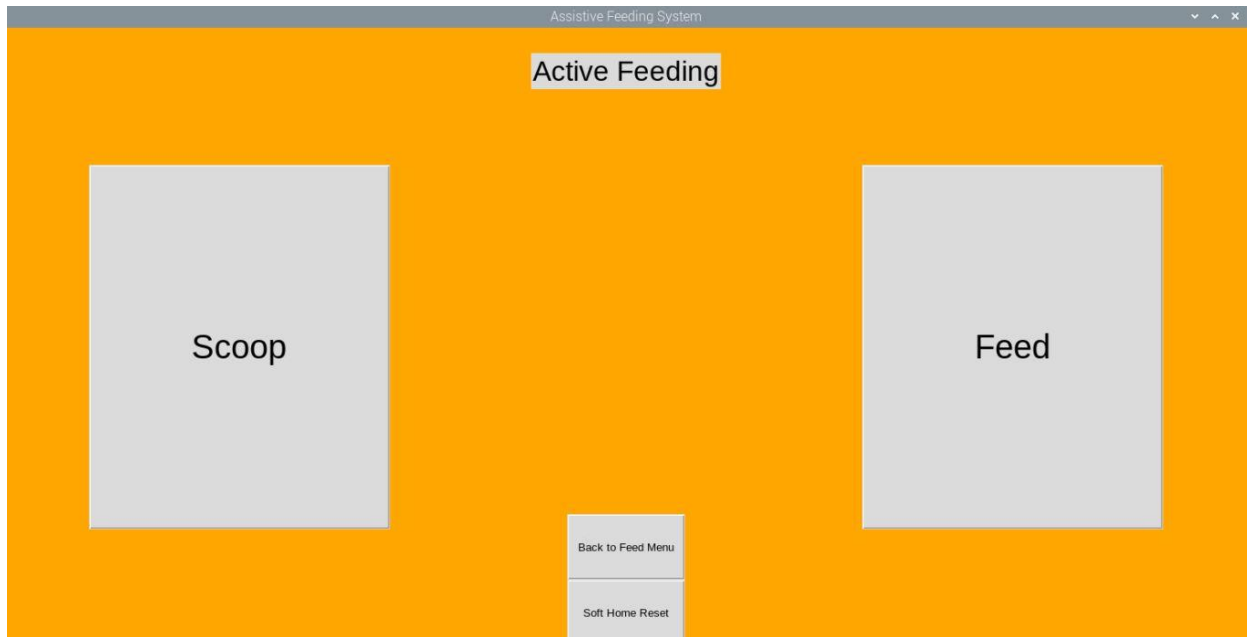 Assistive Feeding System
Active Feeding
Scoop
Feed
Back to Feed Menu
Soft Home Reset